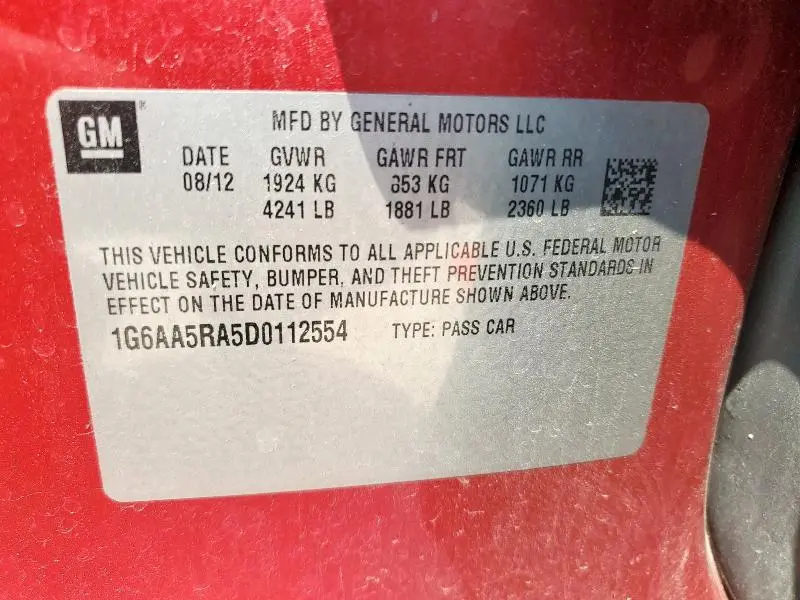 GM
MFD BY GENERAL MOTORS LLC
DATE GVWR GAWR FRT GAWR RR
08/12 1924 KG 853 KG 1071 KG
4241 LB 1881 LB 2360 LB
THIS VEHICLE CONFORMS TO ALL APPLICABLE U.S. FEDERAL MOTOR
VEHICLE SAFETY, BUMPER, AND THEFT PREVENTION STANDARDS IN
EFFECT ON THE DATE OF MANUFACTURE SHOWN ABOVE.
1G6AA5RA5D0112554 TYPE: PASS CAR